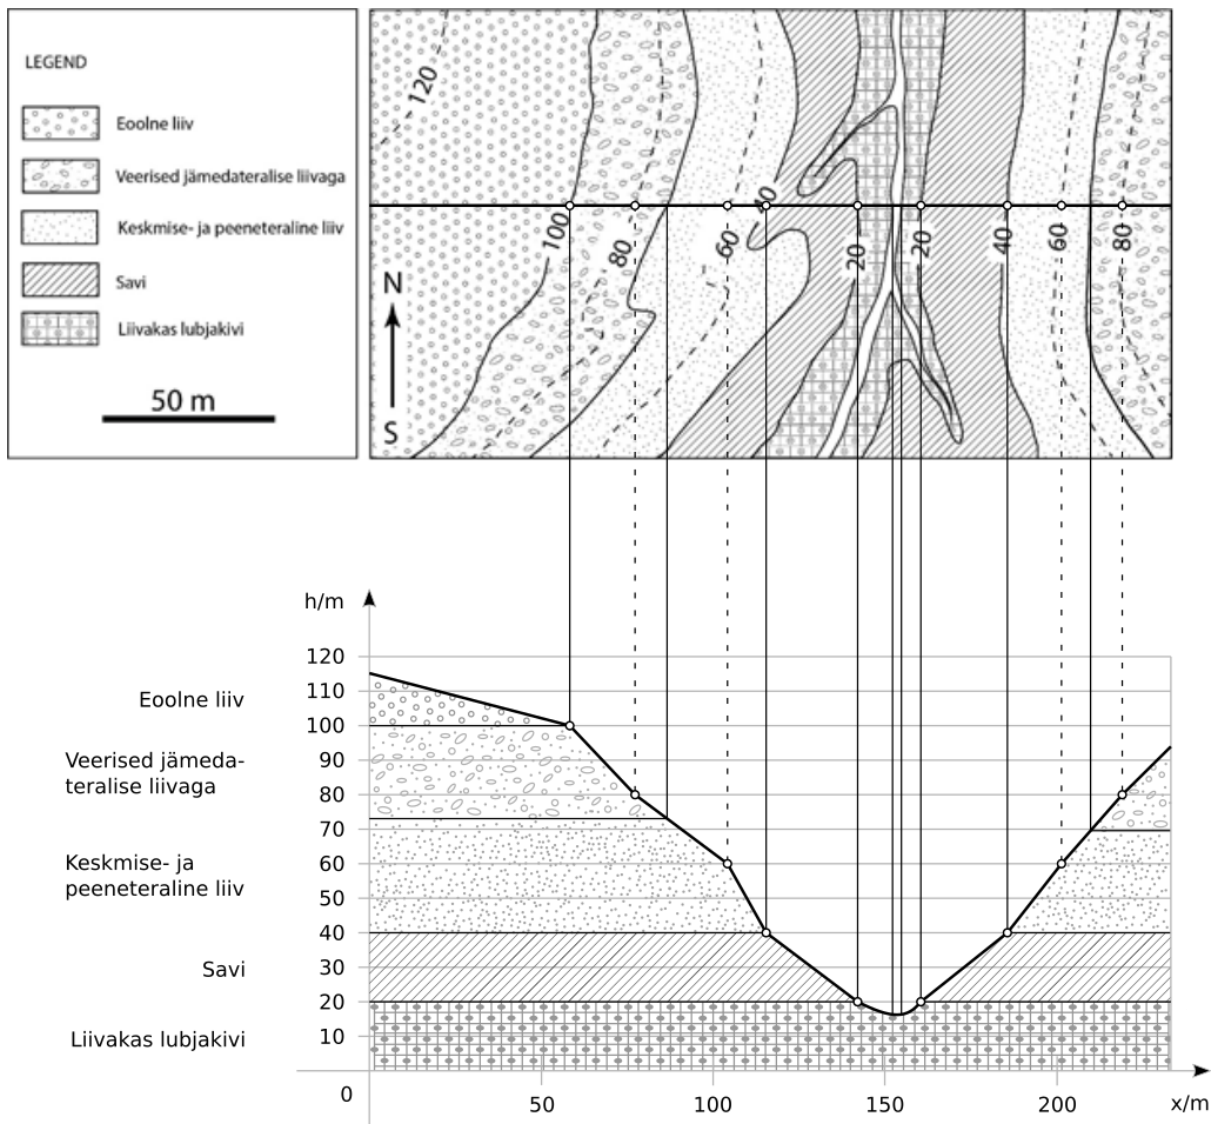 LEGEND
Eoolne liiv
Veerised jämedateralise liivaga
Keskmise- ja peeneteraline liiv
Savi
Liivakas lubjakivi
50 m
N
S
120
100
80
60
40
20
20
40
60
80
h/m
120
110
100
90
80
70
60
50
40
30
20
10
0
Eoolne liiv
Veerised jämeda-
teralise liivaga
Keskmise- ja
peeneteraline liiv
Savi
Liivakas lubjakivi
50
100
150
200
x/m